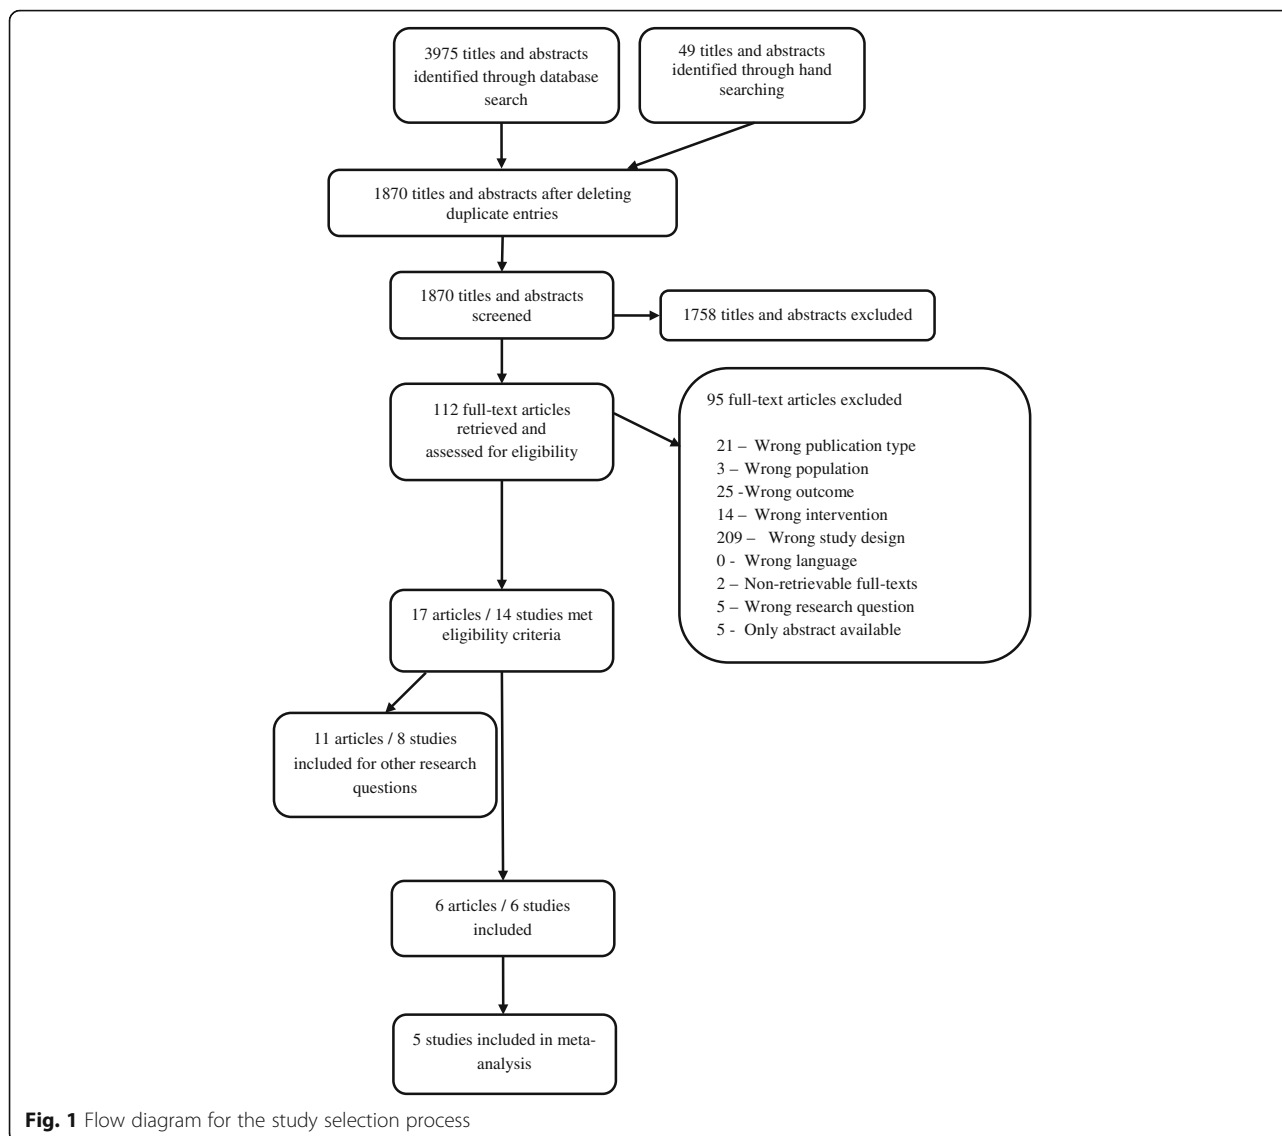 3975 titles and abstracts
identified through database
search
49 titles and abstracts
identified through hand
searching
1870 titles and abstracts after deleting
duplicate entries
1870 titles and abstracts
screened
1758 titles and abstracts excluded
112 full-text articles
retrieved and
assessed for eligibility
95 full-text articles excluded
21 – Wrong publication type
3 – Wrong population
25 -Wrong outcome
14 – Wrong intervention
209 – Wrong study design
0 - Wrong language
2 – Non-retrievable full-texts
5 – Wrong research question
5 - Only abstract available
17 articles / 14 studies met
eligibility criteria
11 articles / 8 studies
included for other research
questions
6 articles / 6 studies
included
5 studies included in meta-
analysis
Fig. 1 Flow diagram for the study selection process